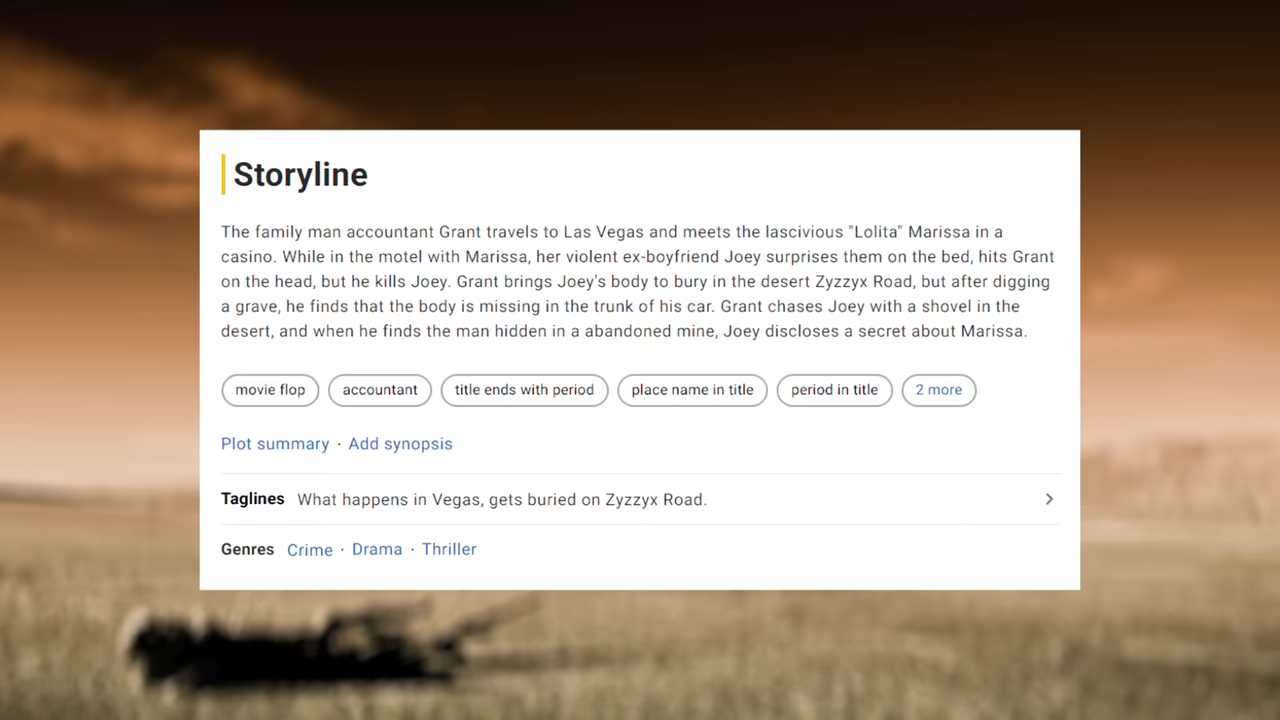 Storyline
The family man accountant Grant travels to Las Vegas and meets the lascivious "Lolita" Marissa in a
casino. While in the motel with Marissa, her violent ex-boyfriend Joey surprises them on the bed, hits Grant
on the head, but he kills Joey. Grant brings Joey's body to bury in the desert Zyzzyx Road, but after digging
a grave, he finds that the body is missing in the trunk of his car. Grant chases Joey with a shovel in the
desert, and when he finds the man hidden in a abandoned mine, Joey discloses a secret about Marissa.
movie flop accountant title ends with period place name in title period in title 2 more
Plot summary · Add synopsis
Taglines What happens in Vegas, gets buried on Zyzzyx Road.
Genres Crime · Drama · Thriller